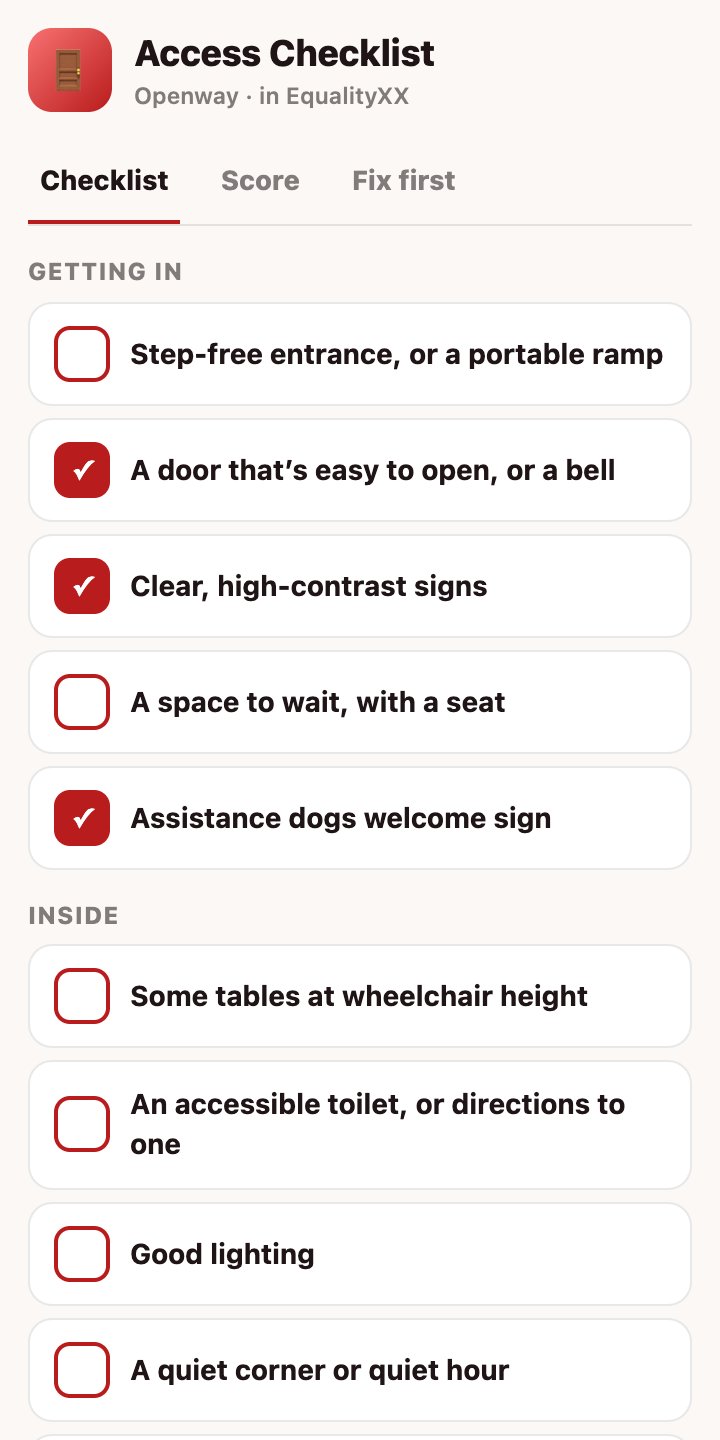 Access Checklist
Openway · in EqualityXX
Checklist Score Fix first
GETTING IN
Step-free entrance, or a portable ramp
A door that’s easy to open, or a bell
Clear, high-contrast signs
A space to wait, with a seat
Assistance dogs welcome sign
INSIDE
Some tables at wheelchair height
An accessible toilet, or directions to
one
Good lighting
A quiet corner or quiet hour